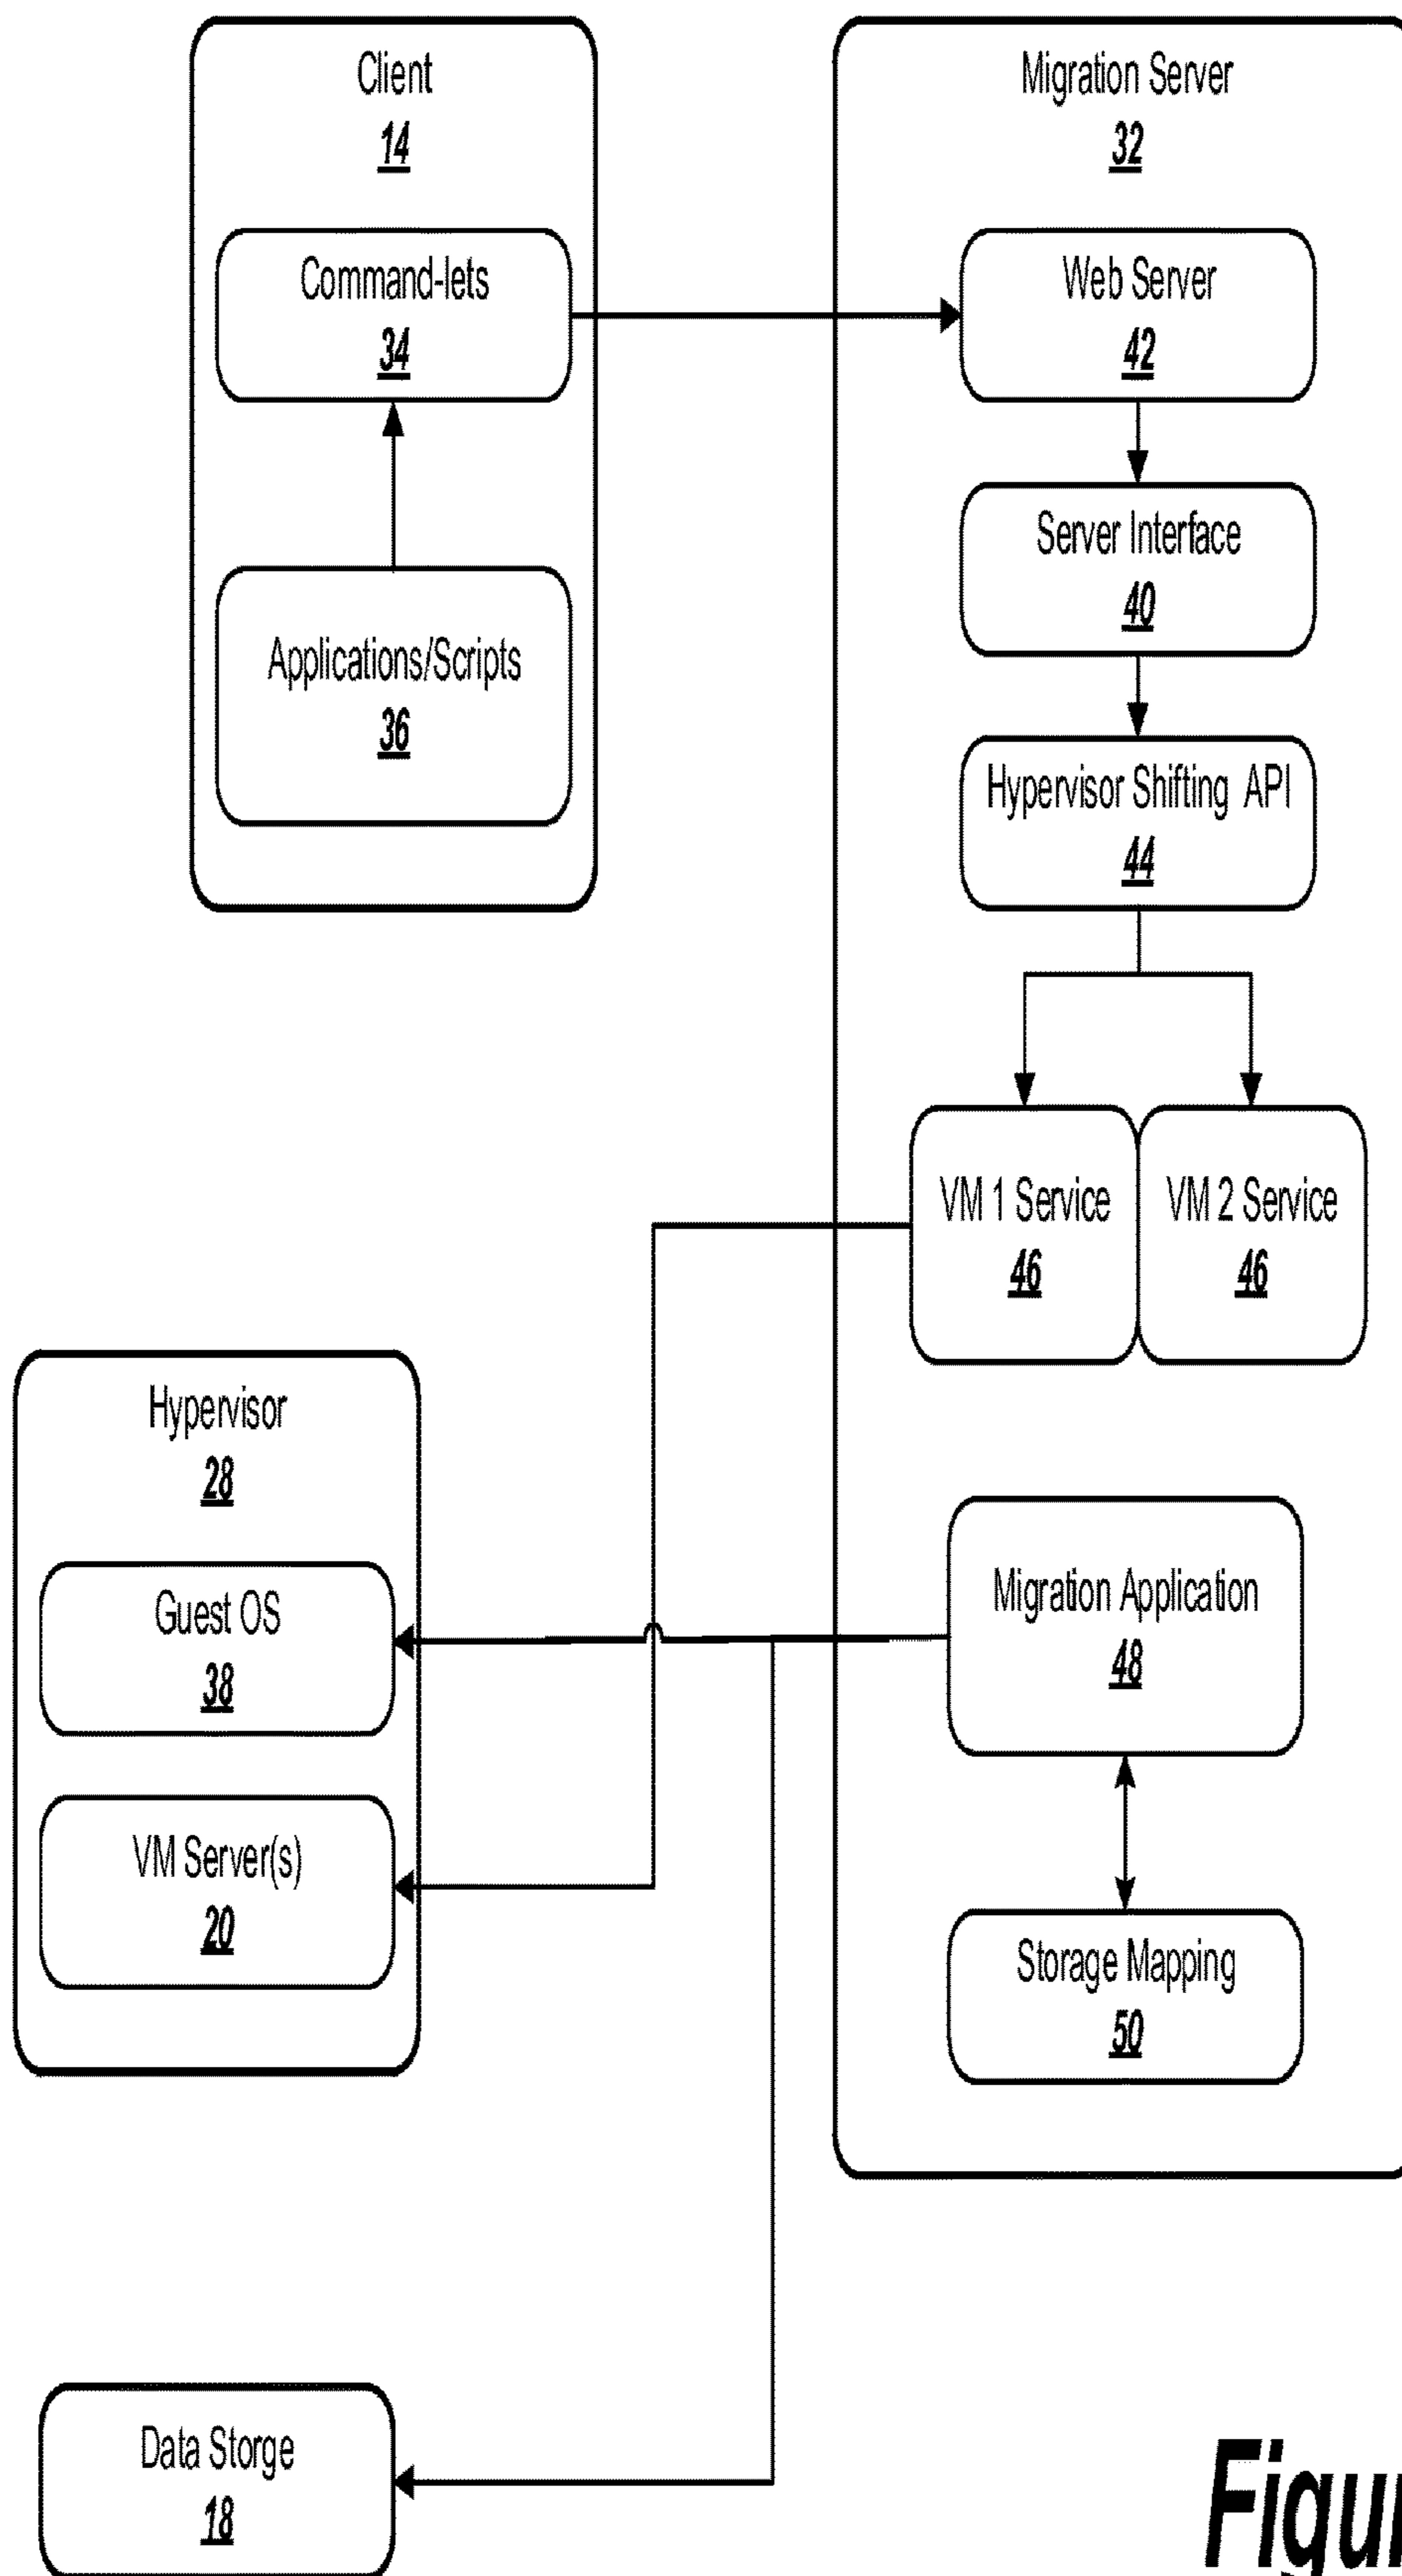 Client
14
Command-lets
34
Applications/Scripts
36
Migration Server
32
Web Server
42
Server Interface
40
Hypervisor Shifting API
44
VM 1 Service
46
VM 2 Service
46
Hypervisor
28
Guest OS
38
VM Server(s)
20
Migration Application
48
Storage Mapping
50
Data Storge
18